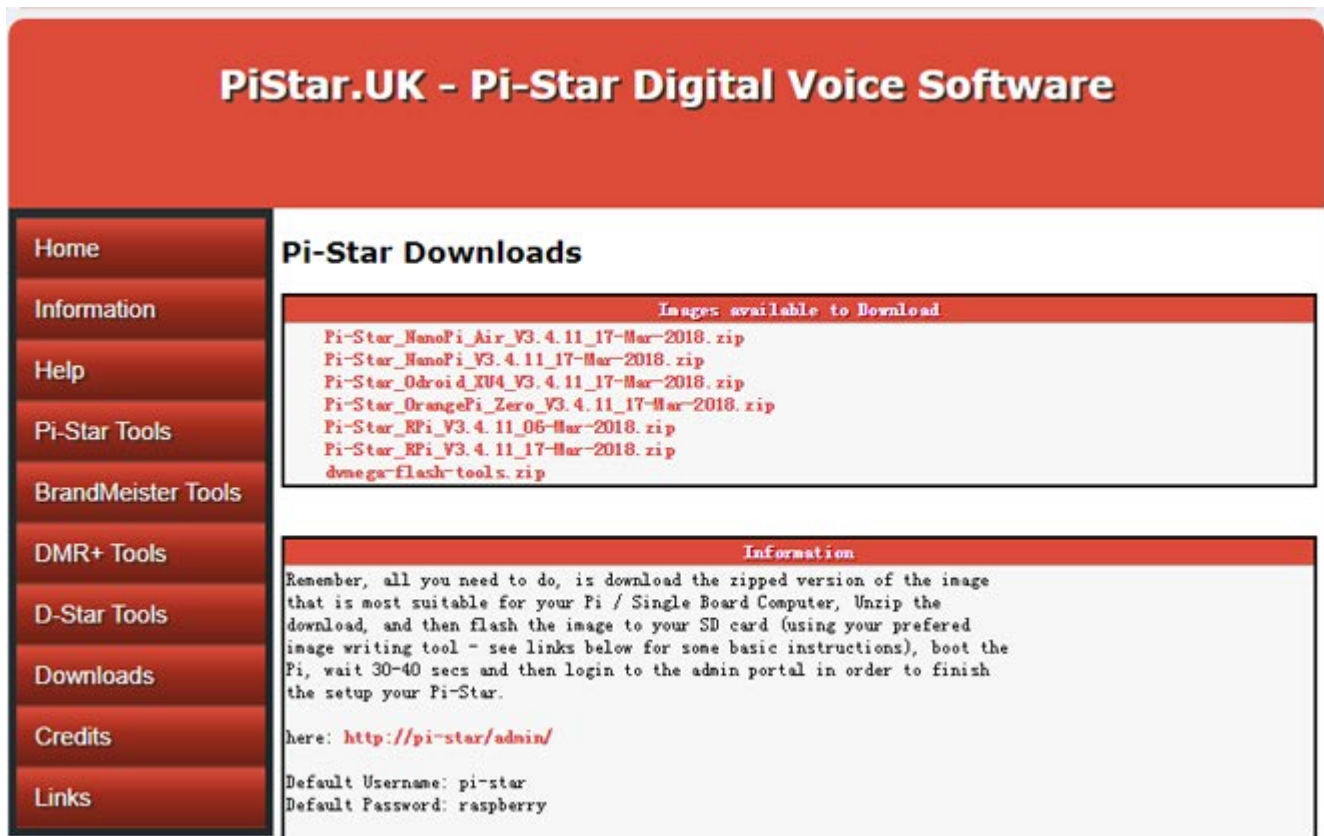 PiStar.UK - Pi-Star Digital Voice Software
Home
Information
Help
Pi-Star Tools
BrandMeister Tools
DMR+ Tools
D-Star Tools
Downloads
Credits
Links
Pi-Star Downloads
Images available to Download
Pi-Star_NanoPi_Air_V3.4.11_17-Mar-2018.zip
Pi-Star_NanoPi_V3.4.11_17-Mar-2018.zip
Pi-Star_Odroid_XU4_V3.4.11_17-Mar-2018.zip
Pi-Star_OrangePi_Zero_V3.4.11_17-Mar-2018.zip
Pi-Star_RPi_V3.4.11_06-Mar-2018.zip
Pi-Star_RPi_V3.4.11_17-Mar-2018.zip
dvmega-flash-tools.zip
Information
Remember, all you need to do, is download the zipped version of the image
that is most suitable for your Pi / Single Board Computer, Unzip the
download, and then flash the image to your SD card (using your prefered
image writing tool - see links below for some basic instructions), boot the
Pi, wait 30-40 secs and then login to the admin portal in order to finish
the setup your Pi-Star.
here: http://pi-star/admin/
Default Username: pi-star
Default Password: raspberry